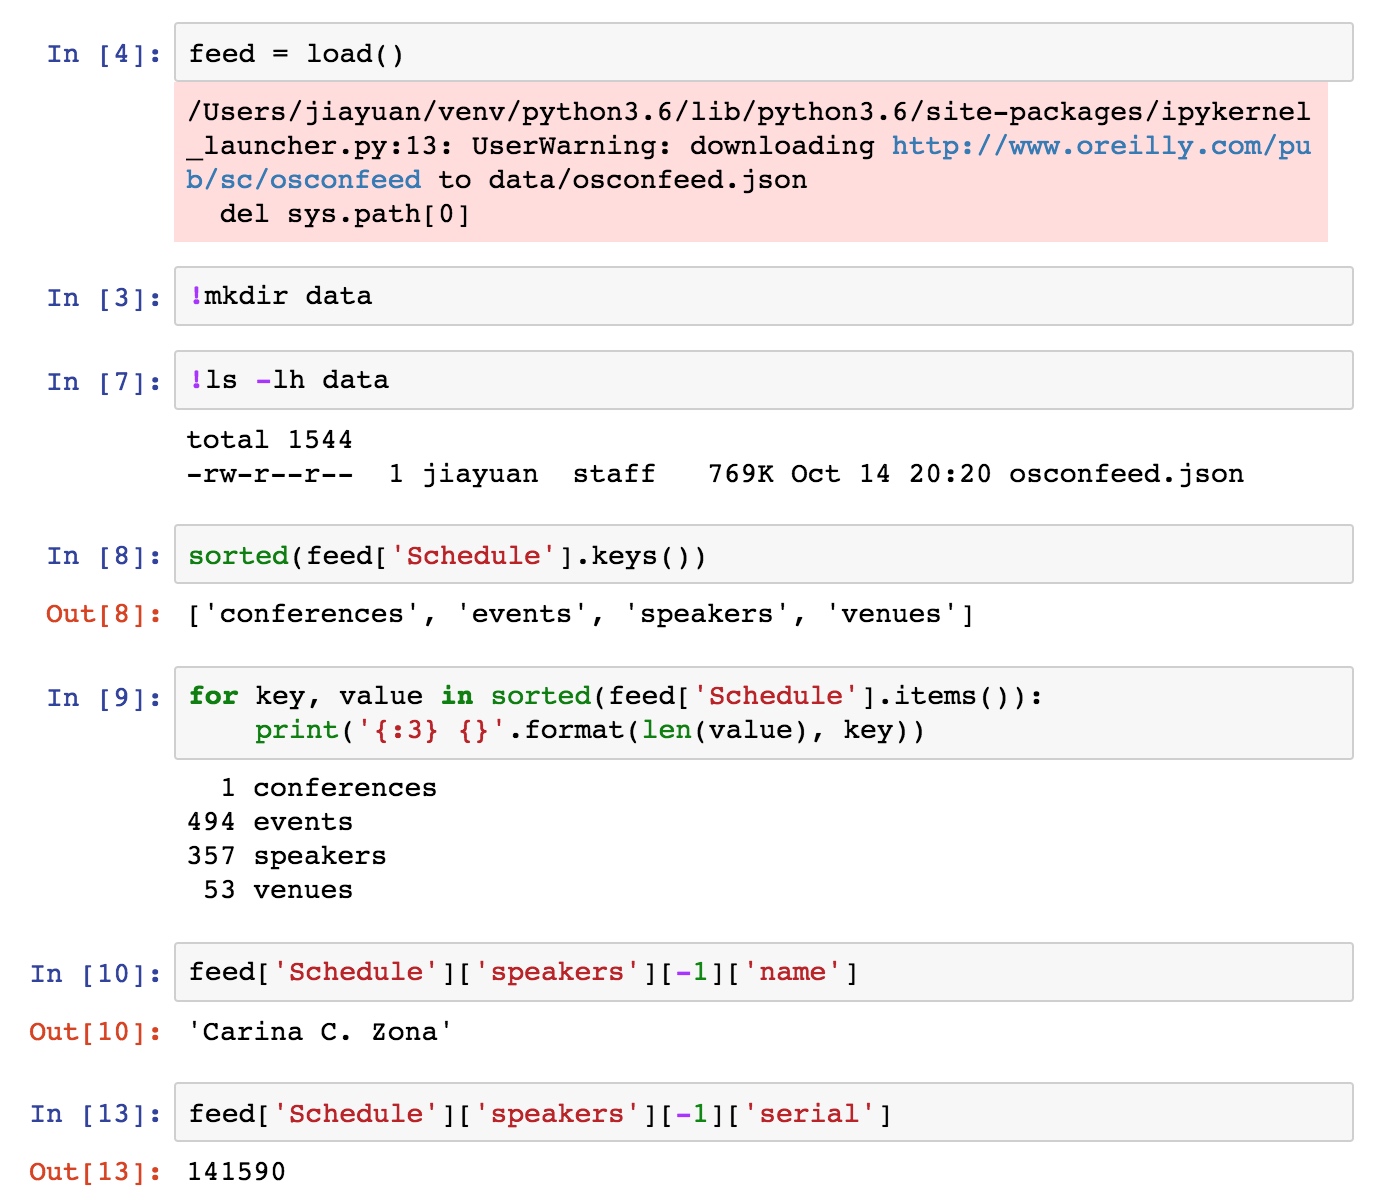 In [4]: feed = load()
/Users/jiayuan/venv/python3.6/lib/python3.6/site-packages/ipykernel
_launcher.py:13: UserWarning: downloading http://www.oreilly.com/pu
b/sc/osconfeed to data/osconfeed.json
  del sys.path[0]
In [3]: !mkdir data
In [7]: !ls -lh data
total 1544
-rw-r--r--  1 jiayuan  staff   769K Oct 14 20:20 osconfeed.json
In [8]: sorted(feed['Schedule'].keys())
Out[8]: ['conferences', 'events', 'speakers', 'venues']
In [9]: for key, value in sorted(feed['Schedule'].items()):
    print('{:3} {}'.format(len(value), key))
  1 conferences
494 events
357 speakers
 53 venues
In [10]: feed['Schedule']['speakers'][-1]['name']
Out[10]: 'Carina C. Zona'
In [13]: feed['Schedule']['speakers'][-1]['serial']
Out[13]: 141590